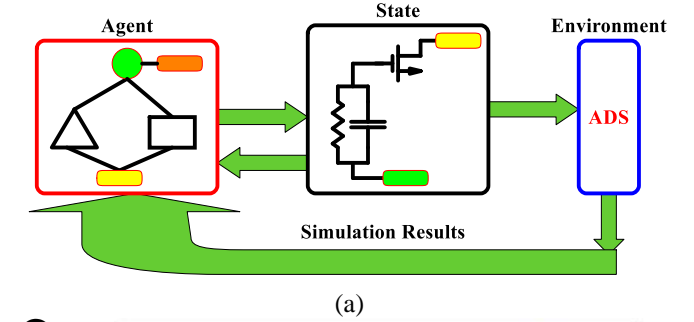 State
Agent
Environment
ADS
Simulation Results
(a)